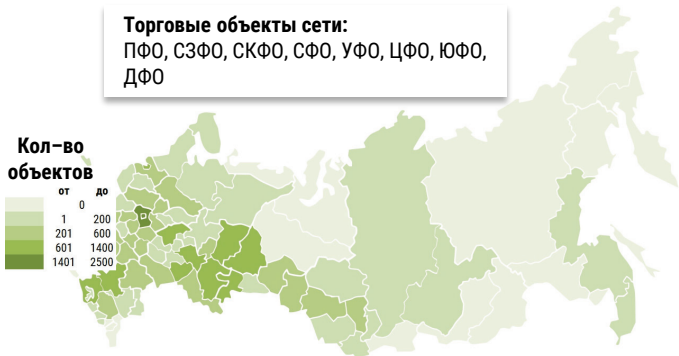 Торговые объекты сети:
ПФО, СЗФО, СКФО, СФО, УФО, ЦФО, ЮФО,
ДФО
Кол-во
объектов
от до
0
1 200
201 600
601 1400
1401 2500